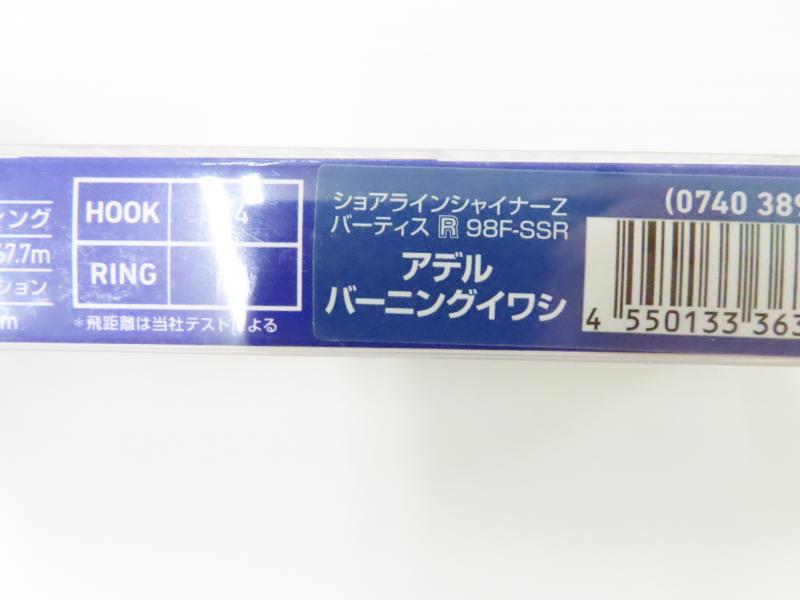 ィング
67.7m
ション
m
HOOK 4
RING
*飛距離は当社テストによる
ショアラインシャイナーZ
バーティス R 98F-SSR
アデル
バーニングイワシ
(0740 389
4 550133 363